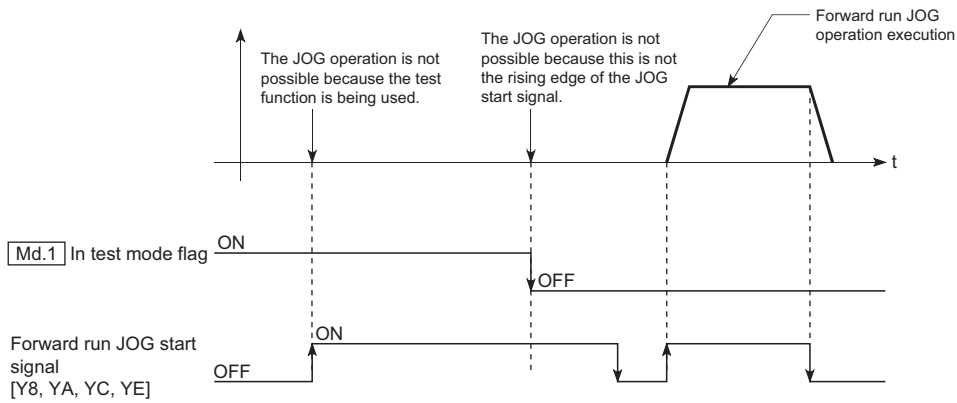 Forward run JOG
operation execution
The JOG operation is not
possible because the test
function is being used.
The JOG operation is not
possible because this is not
the rising edge of the JOG
start signal.
t
Md.1 In test mode flag
ON
OFF
Forward run JOG start
signal
[Y8, YA, YC, YE]
OFF
ON